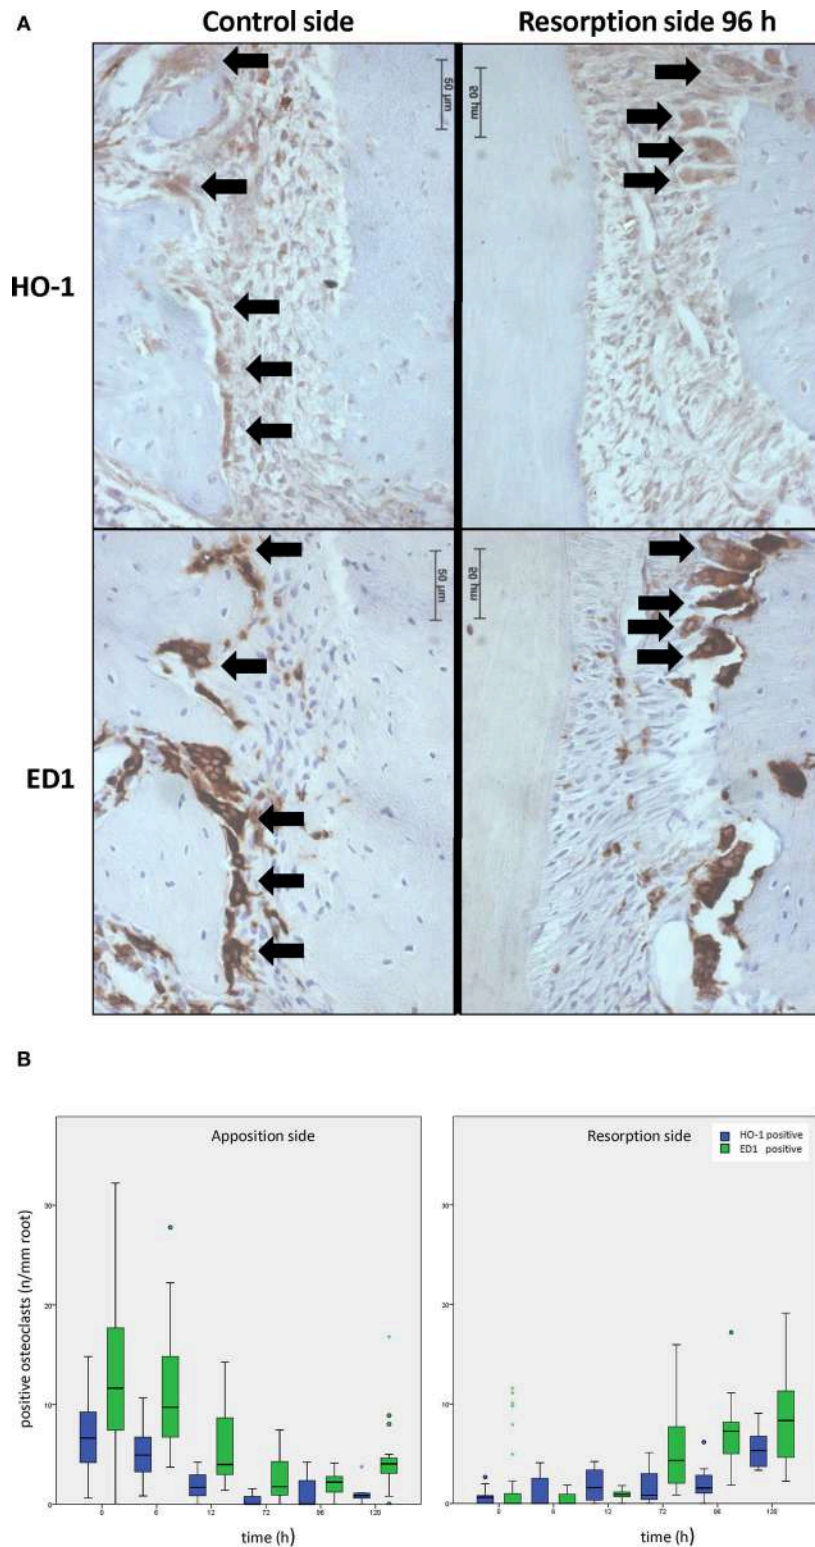 A
Control side
Resorption side 96 h
50 µm
50 µm
HO-1
50 µm
50 µm
ED1
B
Apposition side
Resorption side
HO-1 positive
ED1 positive
positive osteoclasts (n/mm root)
30
20
10
0
0 6 12 72 96 120
time (h)
30
20
10
0
0 6 12 72 96 120
time (h)